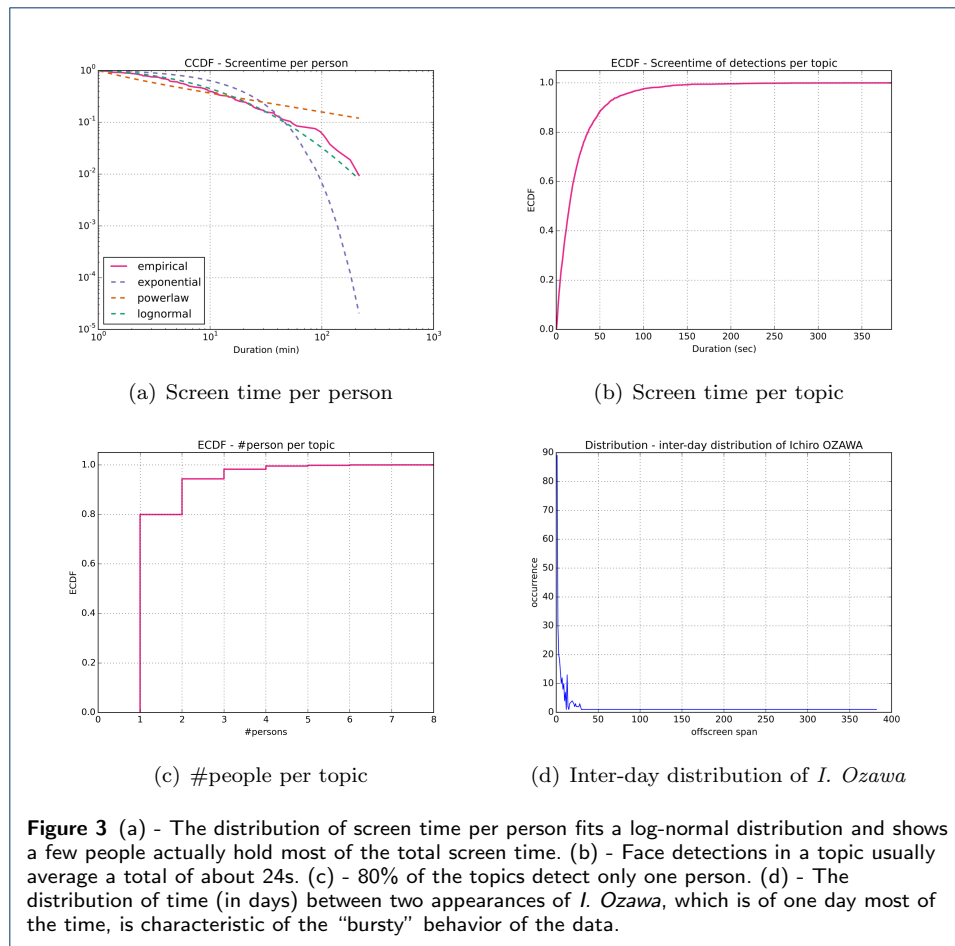 CCDF - Screentime per person
10^0
10^-1
10^-2
10^-3
10^-4
10^-5
empirical
exponential
powerlaw
lognormal
10^0 10^1 10^2 10^3
Duration (min)
(a) Screen time per person
ECDF - Screentime of detections per topic
ECDF
1.0
0.8
0.6
0.4
0.2
0.0
0 50 100 150 200 250 300 350
Duration (sec)
(b) Screen time per topic
ECDF - #person per topic
ECDF
1.0
0.8
0.6
0.4
0.2
0.0
0 1 2 3 4 5 6 7 8
#persons
(c) #people per topic
Distribution - inter-day distribution of Ichiro OZAWA
occurrence
90
80
70
60
50
40
30
20
10
0
0 50 100 150 200 250 300 350 400
offscreen span
(d) Inter-day distribution of I. Ozawa
Figure 3 (a) - The distribution of screen time per person fits a log-normal distribution and shows
a few people actually hold most of the total screen time. (b) - Face detections in a topic usually
average a total of about 24s. (c) - 80% of the topics detect only one person. (d) - The
distribution of time (in days) between two appearances of I. Ozawa, which is of one day most of
the time, is characteristic of the “bursty” behavior of the data.